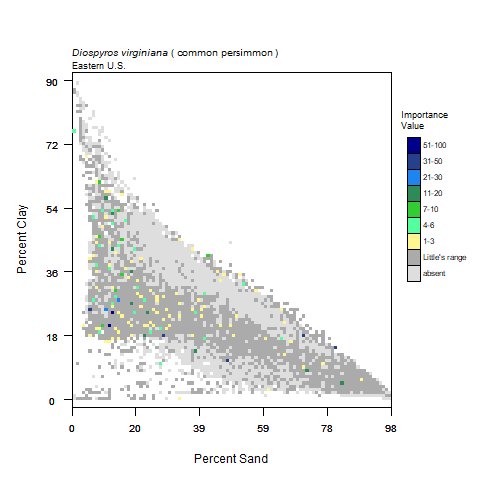 Diospyros virginiana ( common persimmon )
Eastern U.S.
Importance
Value
51-100
31-50
21-30
11-20
7-10
4-6
1-3
Little's range
absent
Percent Clay
90
72
54
36
18
0
0
20
39
59
78
98
Percent Sand